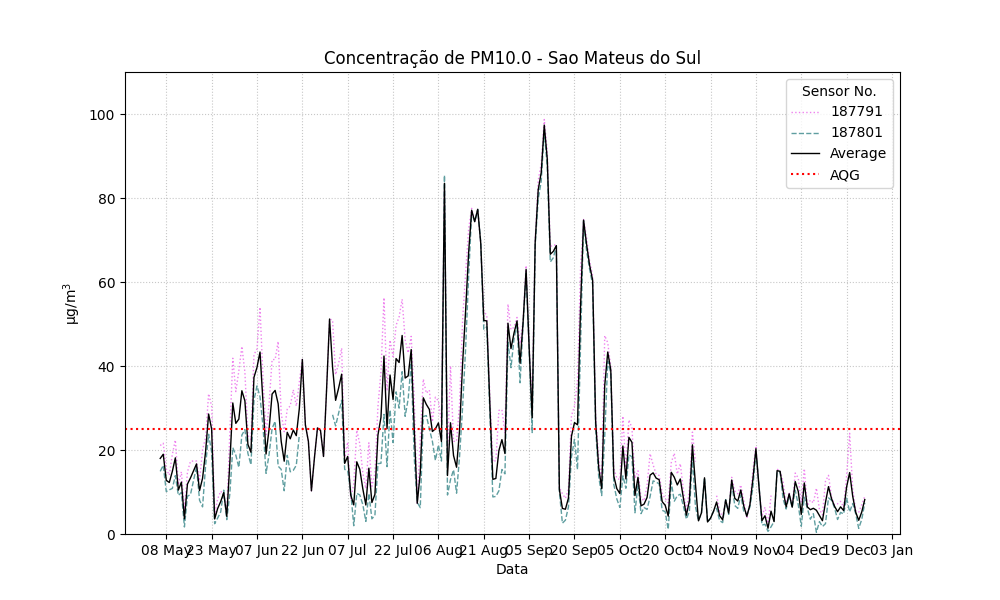 Concentração de PM10.0 - Sao Mateus do Sul
Sensor No.
187791
187801
Average
AQG
100
80
60
40
20
0
µg/m³
08 May 23 May 07 Jun 22 Jun 07 Jul 22 Jul 06 Aug 21 Aug 05 Sep 20 Sep 05 Oct 20 Oct 04 Nov 19 Nov 04 Dec 19 Dec 03 Jan
Data